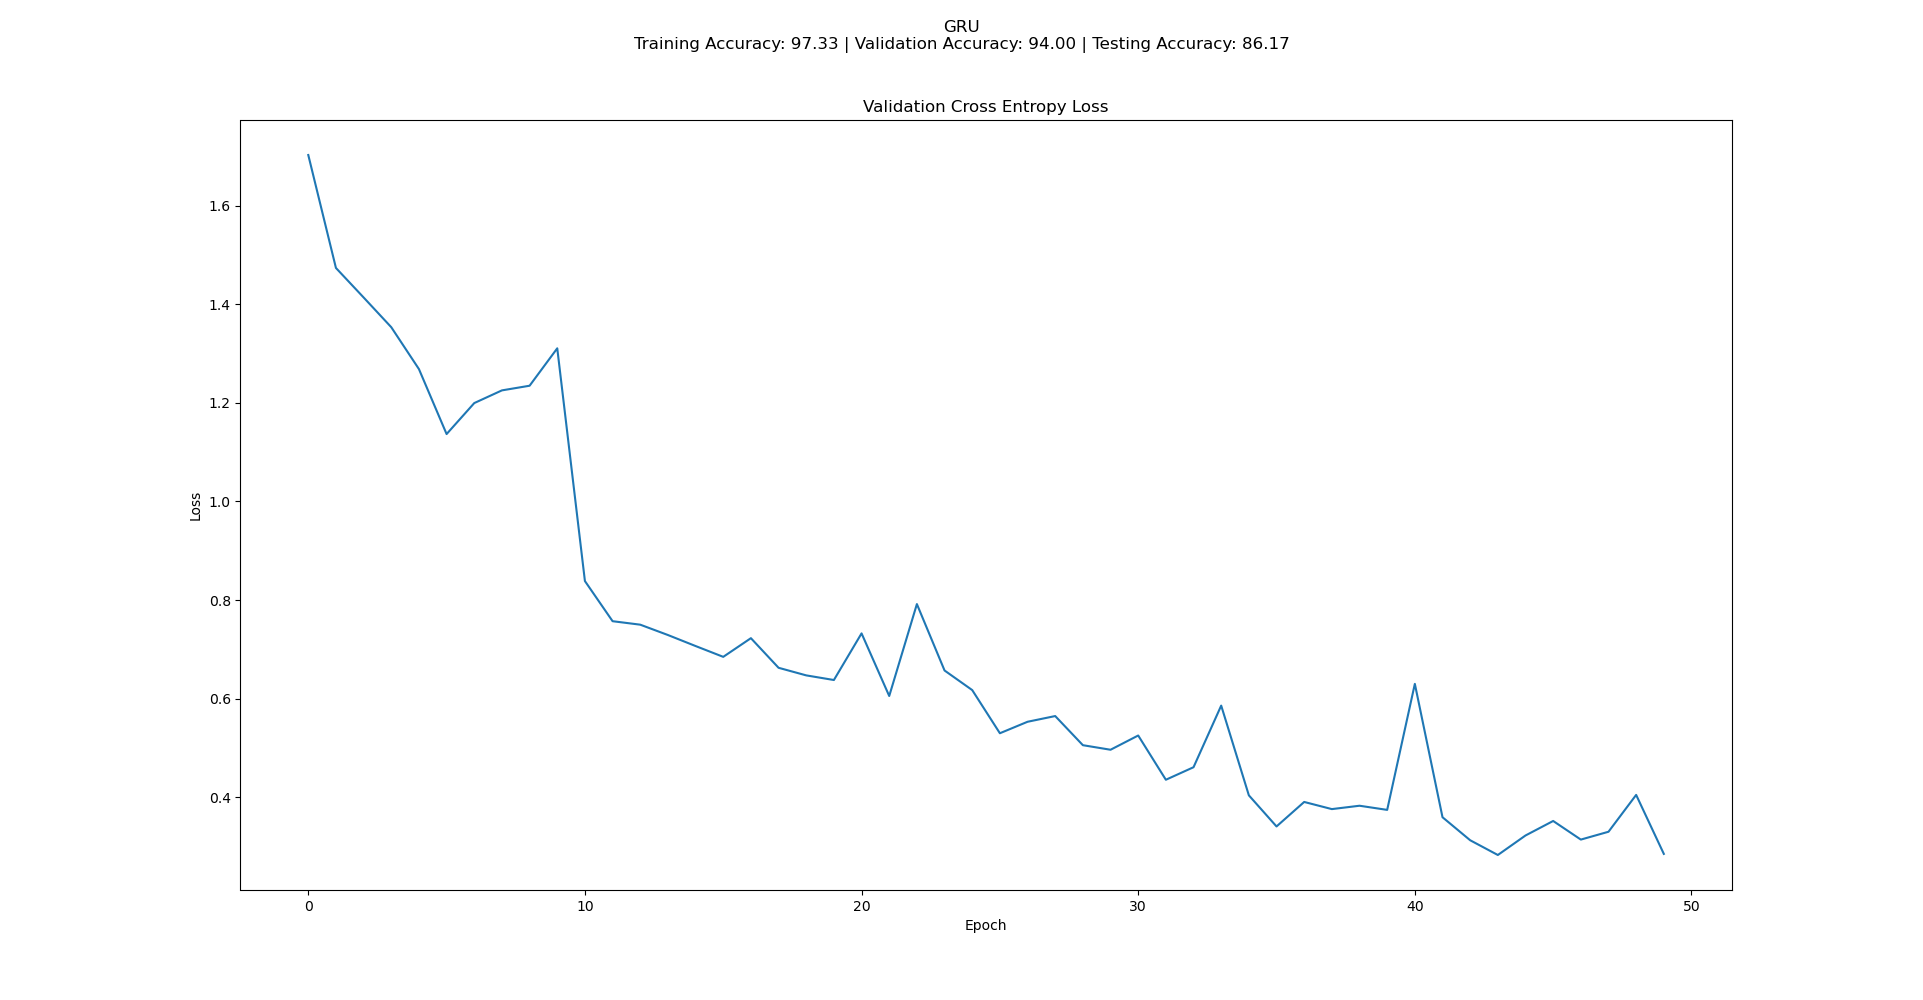 GRU
Training Accuracy: 97.33 | Validation Accuracy: 94.00 | Testing Accuracy: 86.17
Validation Cross Entropy Loss
1.6
1.4
1.2
1.0
0.8
0.6
0.4
Loss
0 10 20 30 40 50
Epoch